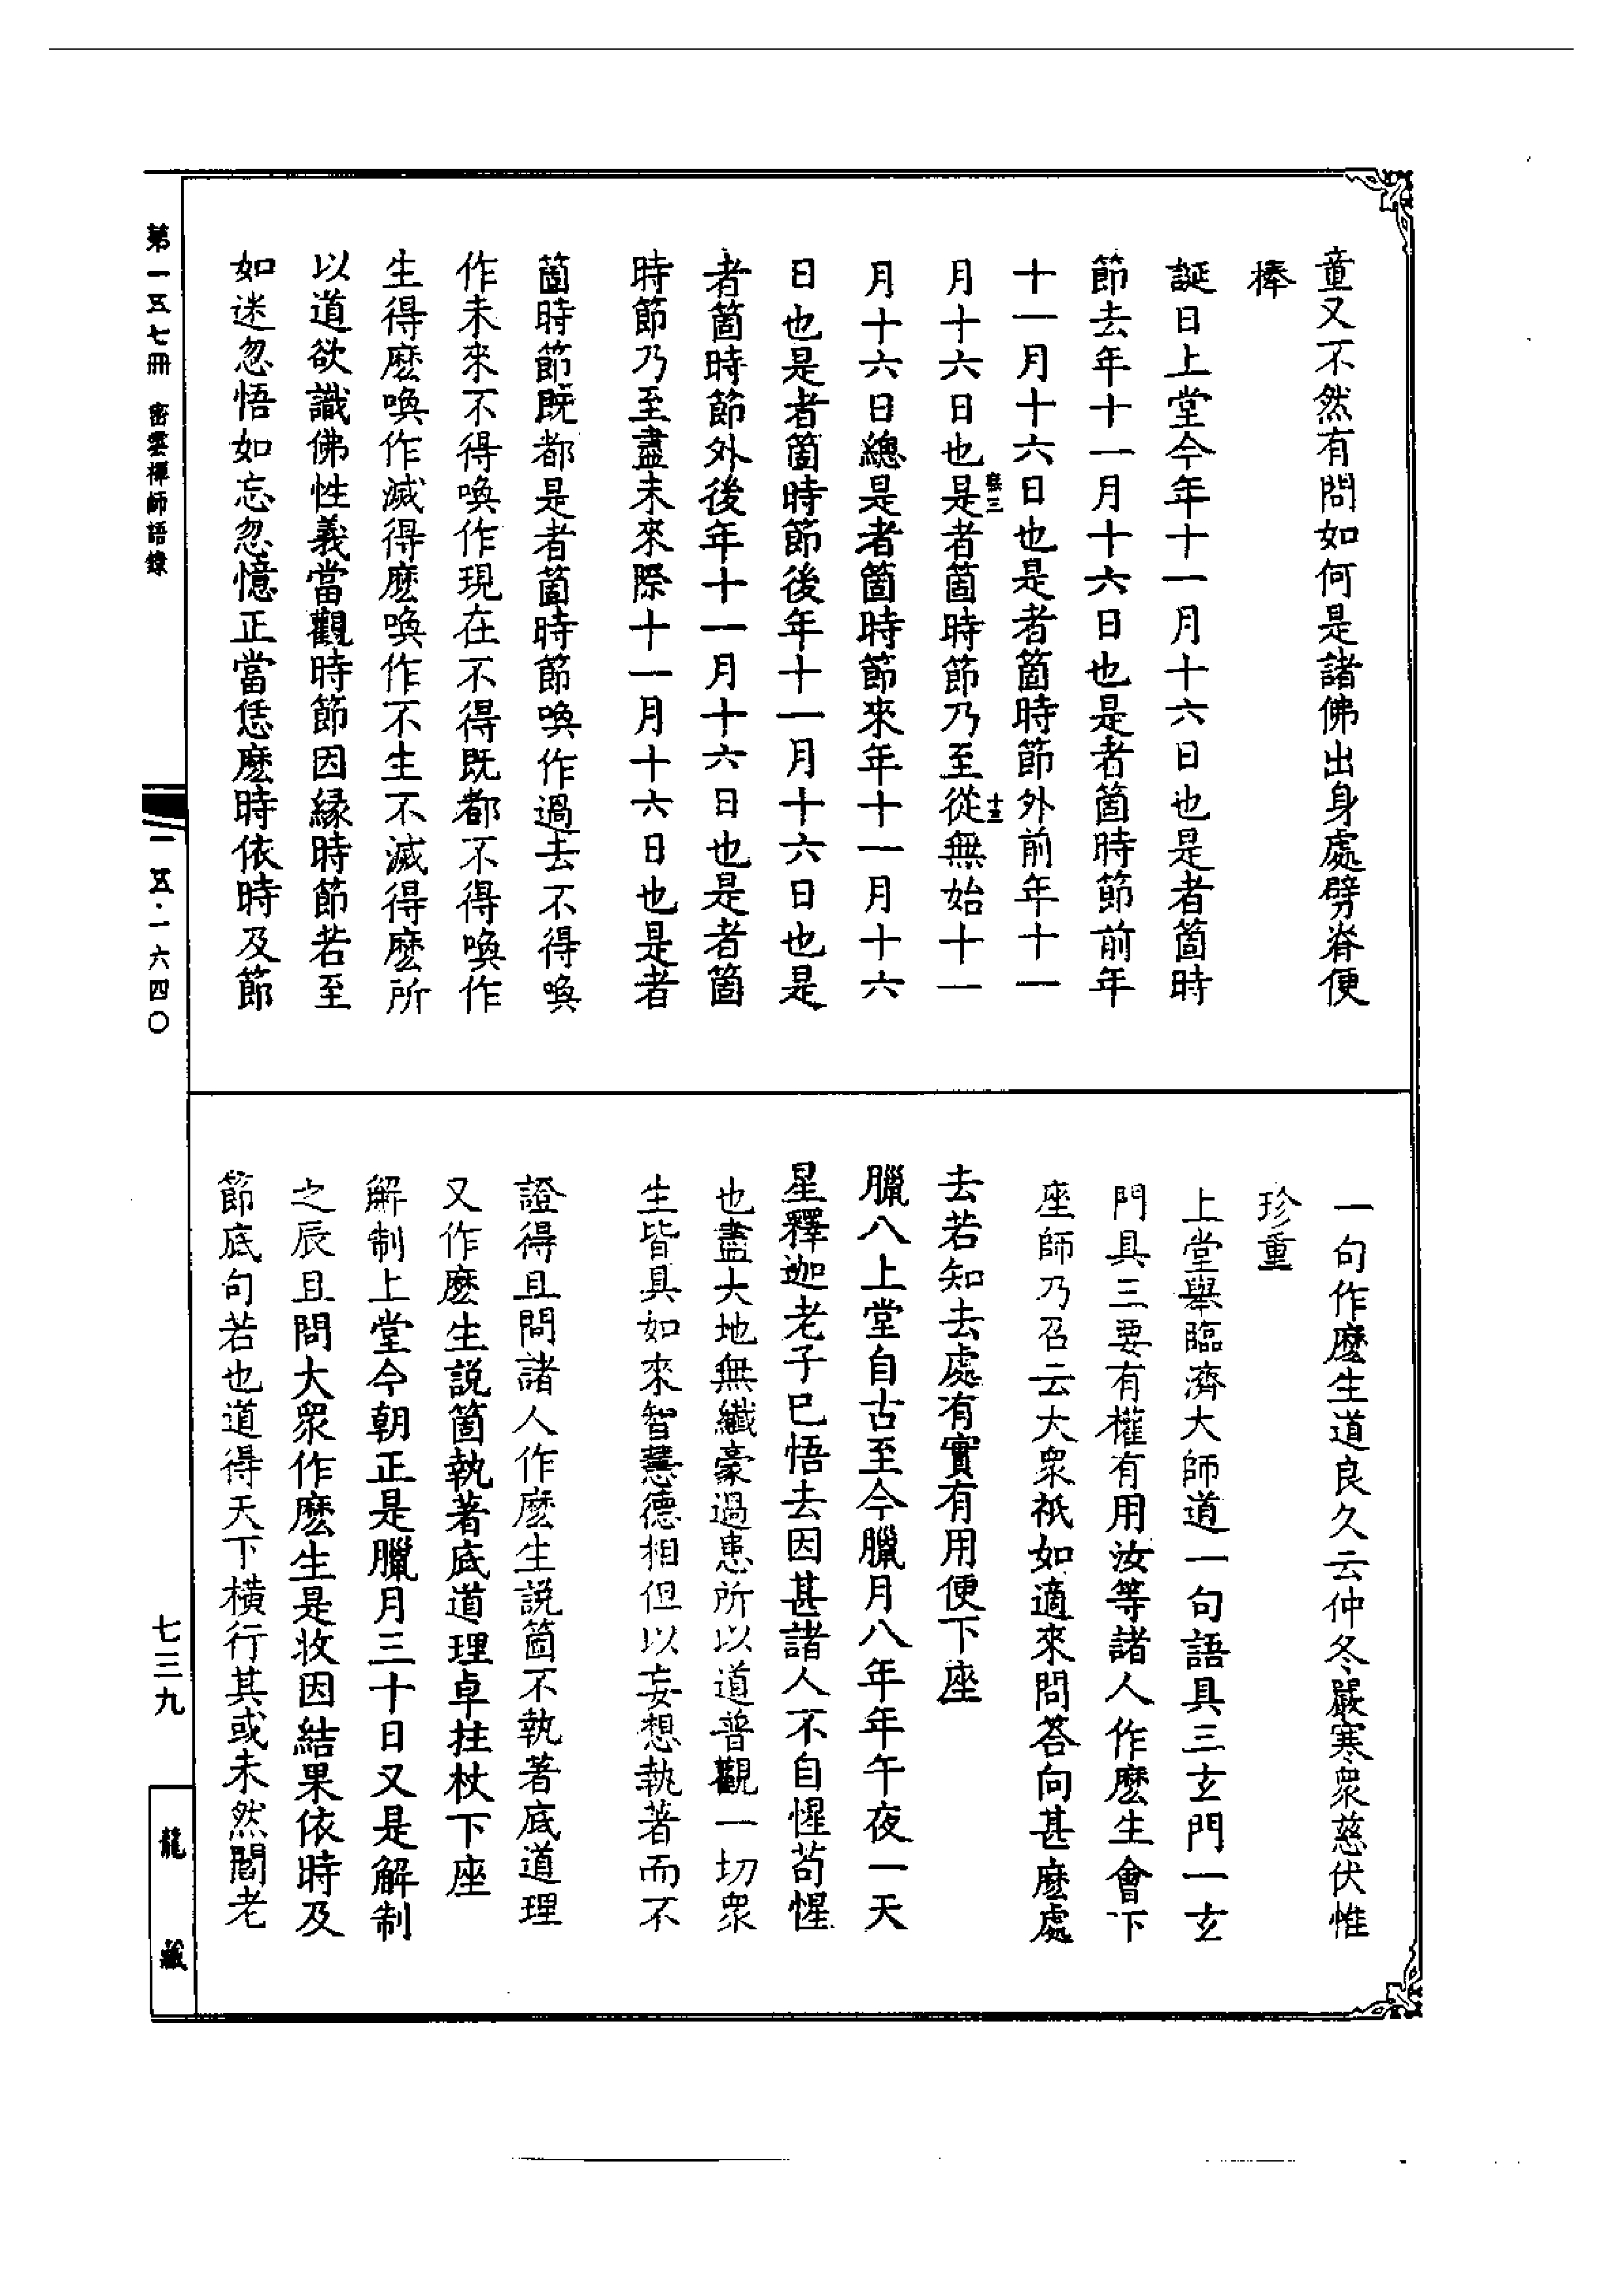 童又不然有問如何是諸佛出身處劈脊便
棒
誕日上堂今年十一月十六日也是者箇時
節去年十一月十六日也是者箇時節前年
十一月十六日也是者箇時節外前年十一
月十六日也是者箇時節乃至從無始十一
月十六日總是者箇時節來年十一月十六
日也是者箇時節後年十一月十六日也是
者箇時節外後年十一月十六日也是者箇
時節乃至盡未來際十一月十六日也是者
箇時節既都是者箇時節喚作過去不得喚
作未來不得喚作現在不得既都不得喚作
生得麼喚作滅得麼喚作不生不滅得麼所
以道欲識佛性義當觀時節因緣時節若至
如迷忽悟如忘忽憶正當恁麼時依時及節
一句作麼生道良久云仲冬嚴寒衆慈伏惟
珍重
上堂舉臨濟大師道一句語具三玄門一玄
門具三要有權有用汝等諸人作麼生會下
座師乃召云大衆祇如適來問答向甚麼處
去若知去處有實有用便下座
臘八上堂自古至今臘月八年年午夜一天
星釋迦老子已悟去因甚諸人不自惺茍惺
也盡大地無纖豪過患所以道普觀一切衆
生皆具如來智慧德相但以妄想執著而不
證得且問諸人作麼生説箇不執著底道理
又作麼生説箇執著底道理卓拄杖下座
解制上堂今朝正是臘月三十日又是解制
之辰且問大衆作麼生是收因結果依時及
節底句若也道得天下橫行其或未然閻老
第一五七冊 密雲禪師語錄
一五·一六四〇
七三九
龍藏